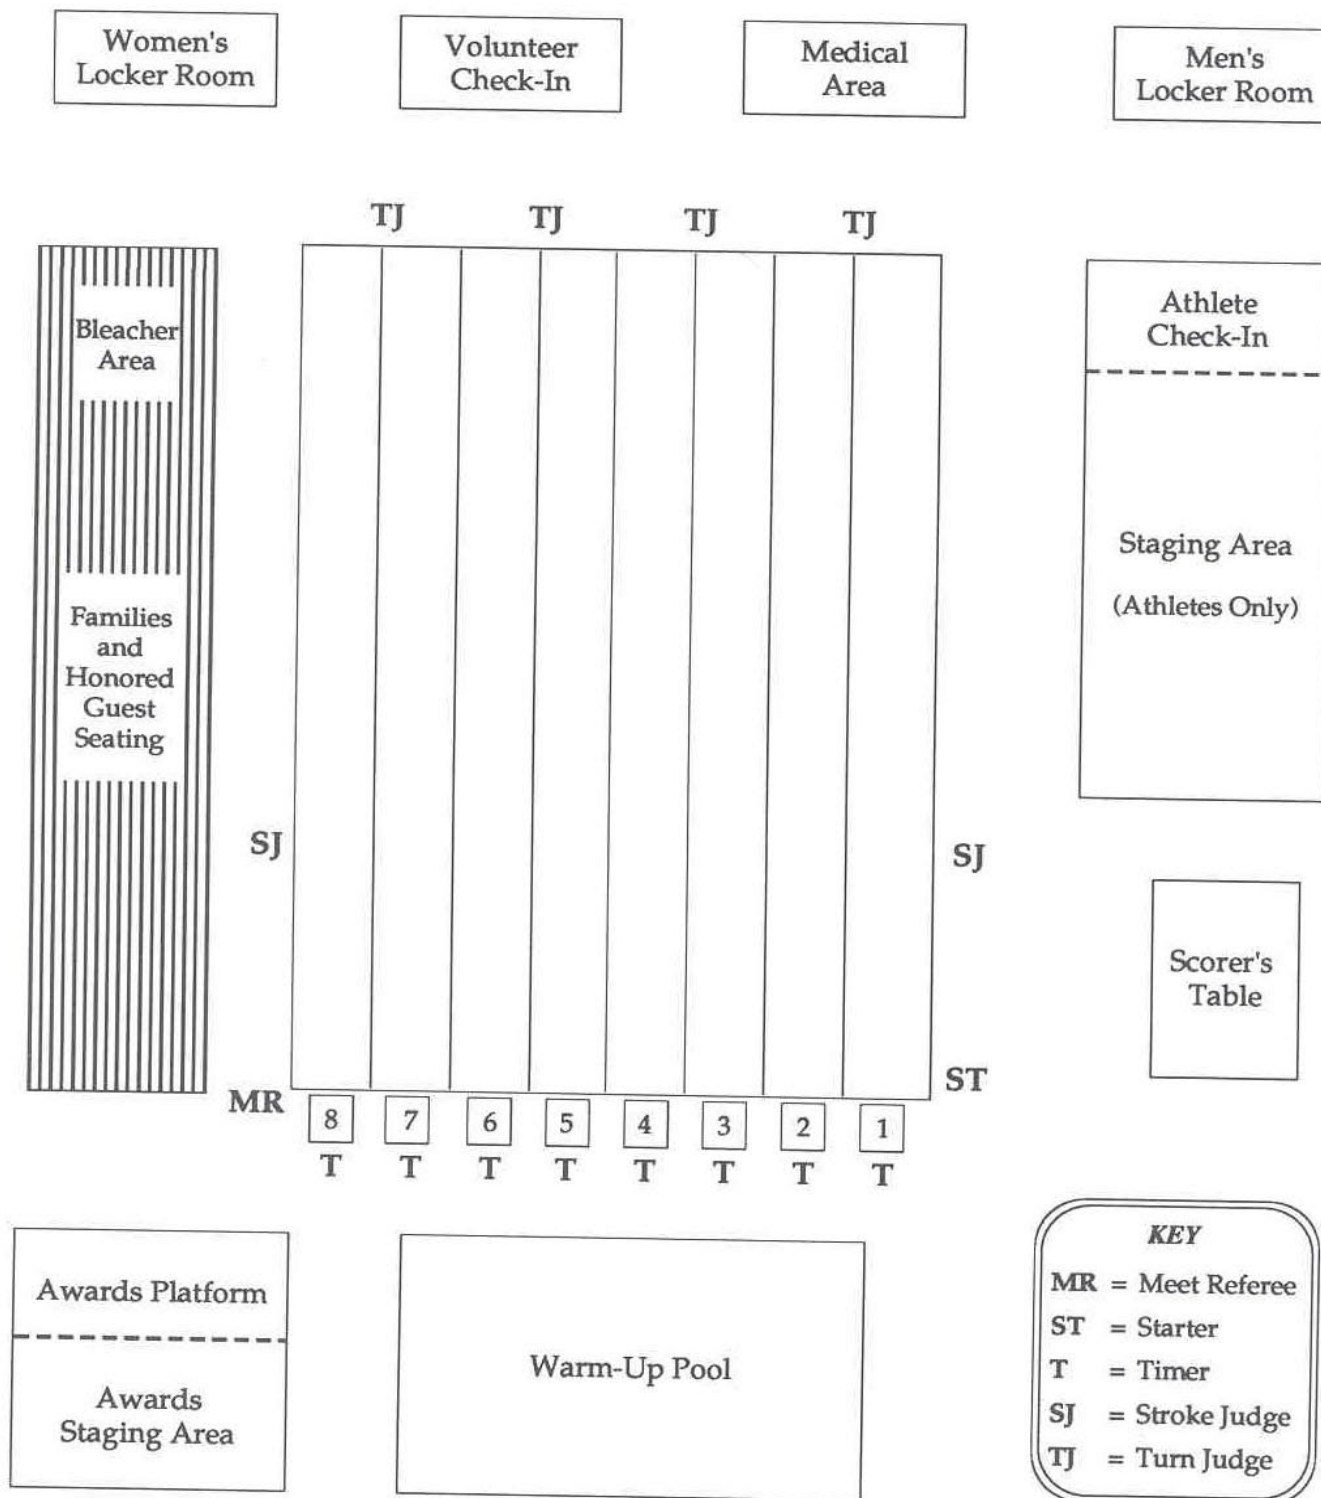 Women's
Locker Room
Volunteer
Check-In
Medical
Area
Men's
Locker Room
TJ TJ TJ TJ
Bleacher
Area
Athlete
Check-In
Staging Area
(Athletes Only)
Families
and
Honored
Guest
Seating
SJ
SJ
Scorer's
Table
MR
ST
8 7 6 5 4 3 2 1
T T T T T T T T
Awards Platform
Awards
Staging Area
Warm-Up Pool
KEY
MR = Meet Referee
ST = Starter
T = Timer
SJ = Stroke Judge
TJ = Turn Judge